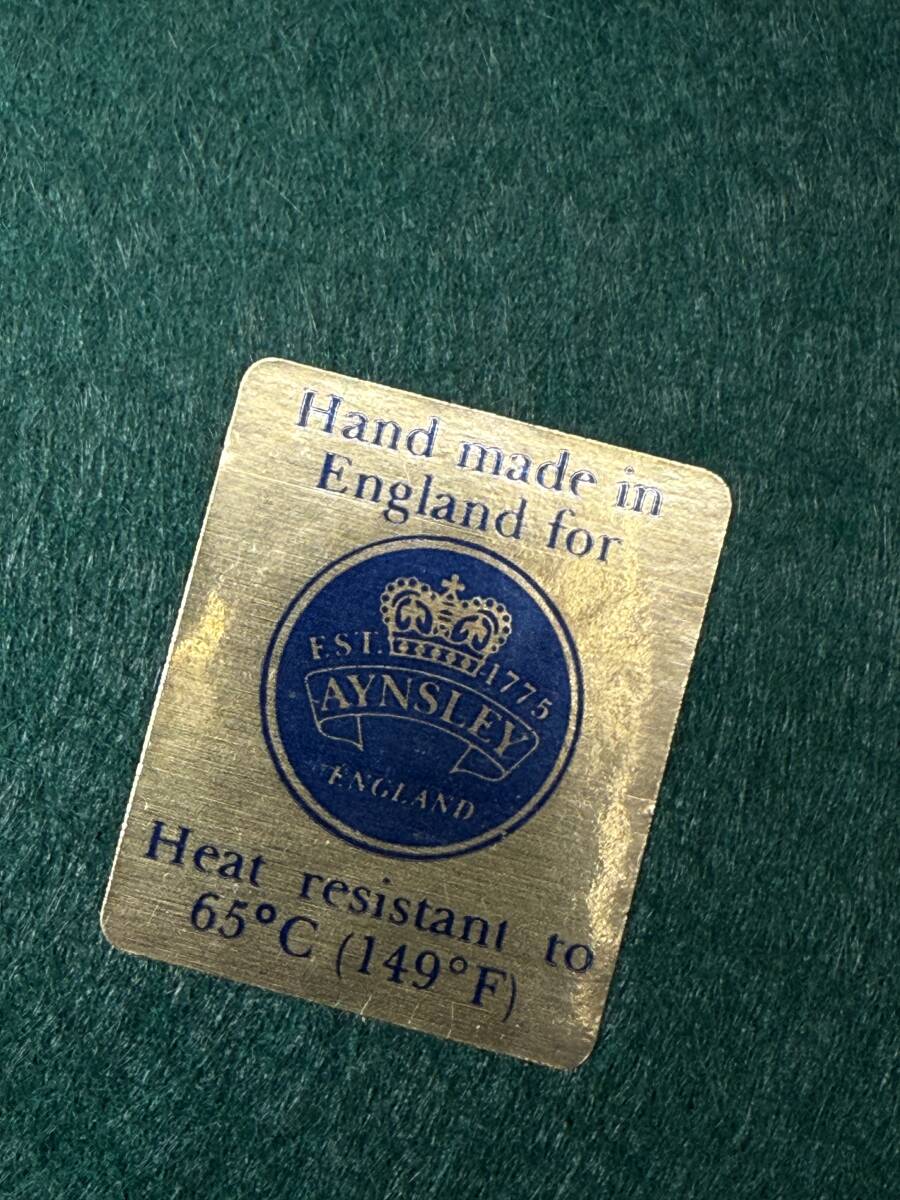 Hand made in
England for
EST. 1775
AYNSLEY
ENGLAND
Heat resistant to
65°C (149°F)